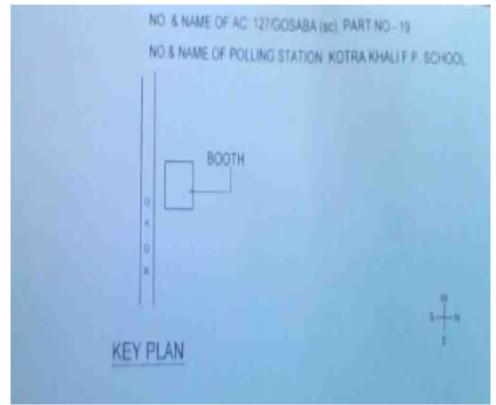 NO. & NAME OF AC. 127/GOSABA (sc), PART NO.- 19
NO & NAME OF POLLING STATION KOTRA KHALI F.P. SCHOOL
BOOTH
ROAD
W
S N
E
KEY PLAN